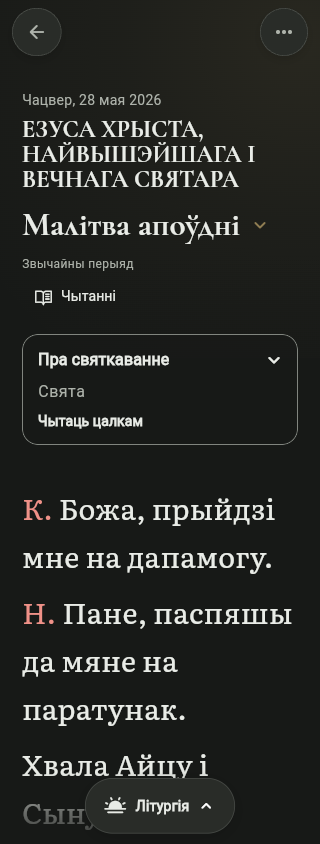 Чацвер, 28 мая 2026
ЕЗУСА ХРЫСТА,
НАЙВЫШЭЙШАГА І
ВЕЧНАГА СВЯТАРА
Малітва апоўдні
Звычайны перыяд
Чытанні
Пра святкаванне
Свята
Чытаць цалкам
К. Божа, прыйдзі
мне на дапамогу.
Н. Пане, паспяшы
да мяне на
паратунак.
Хвала Айцу і
Сыну
Літургія